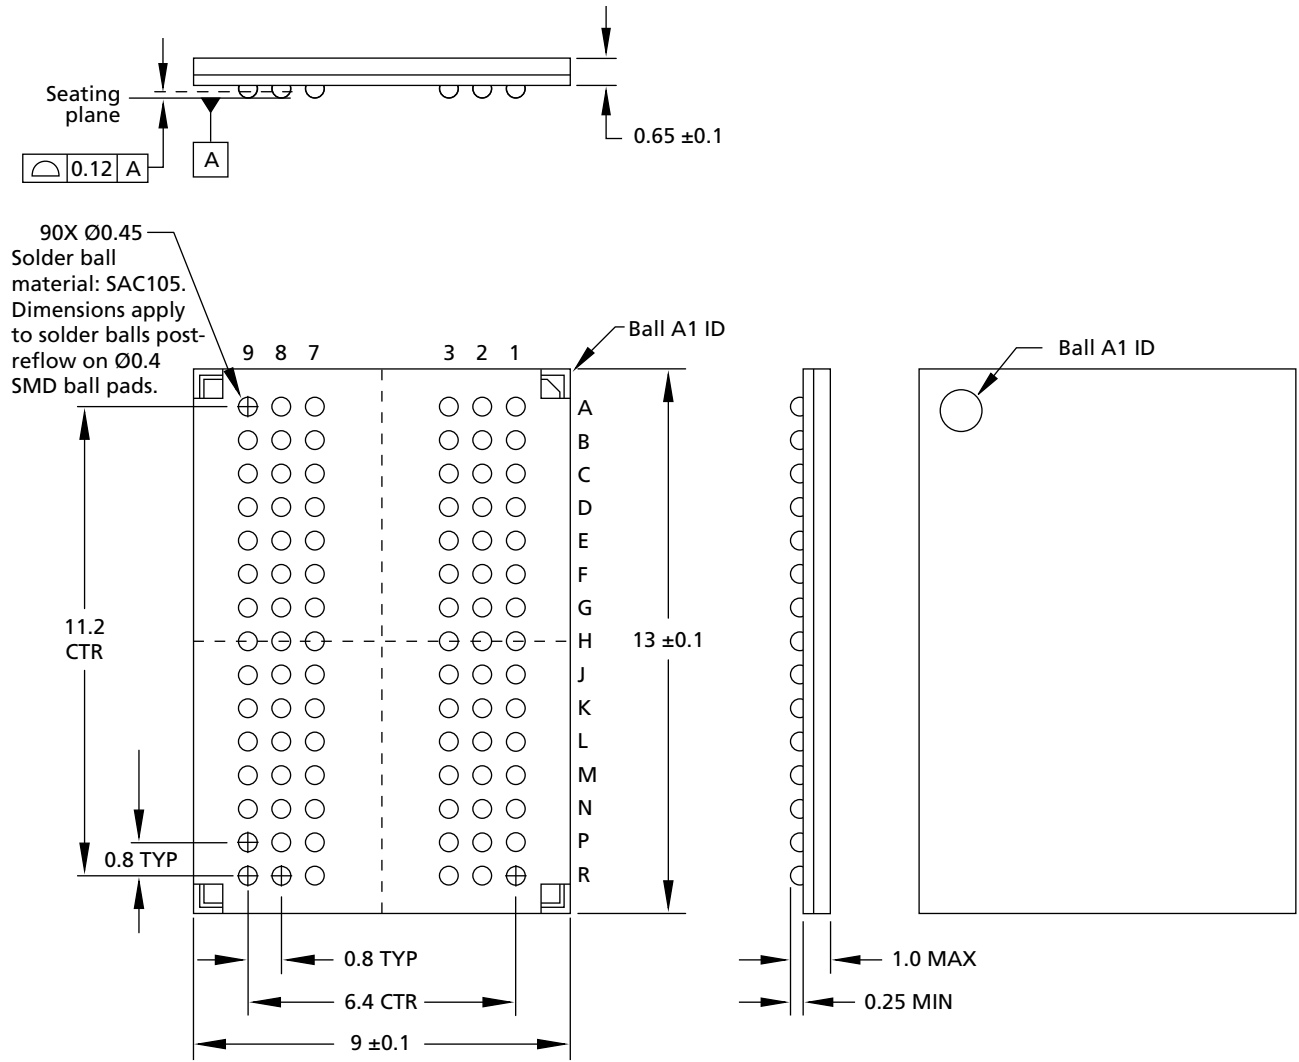 Seating
plane
0.12 A
A
0.65 ±0.1
90X Ø0.45
Solder ball
material: SAC105.
Dimensions apply
to solder balls post-
reflow on Ø0.4
SMD ball pads.
Ball A1 ID
Ball A1 ID
9 8 7 3 2 1
A
B
C
D
E
F
G
H
J
K
L
M
N
P
R
11.2
CTR
13 ±0.1
0.8 TYP
0.8 TYP
6.4 CTR
9 ±0.1
1.0 MAX
0.25 MIN